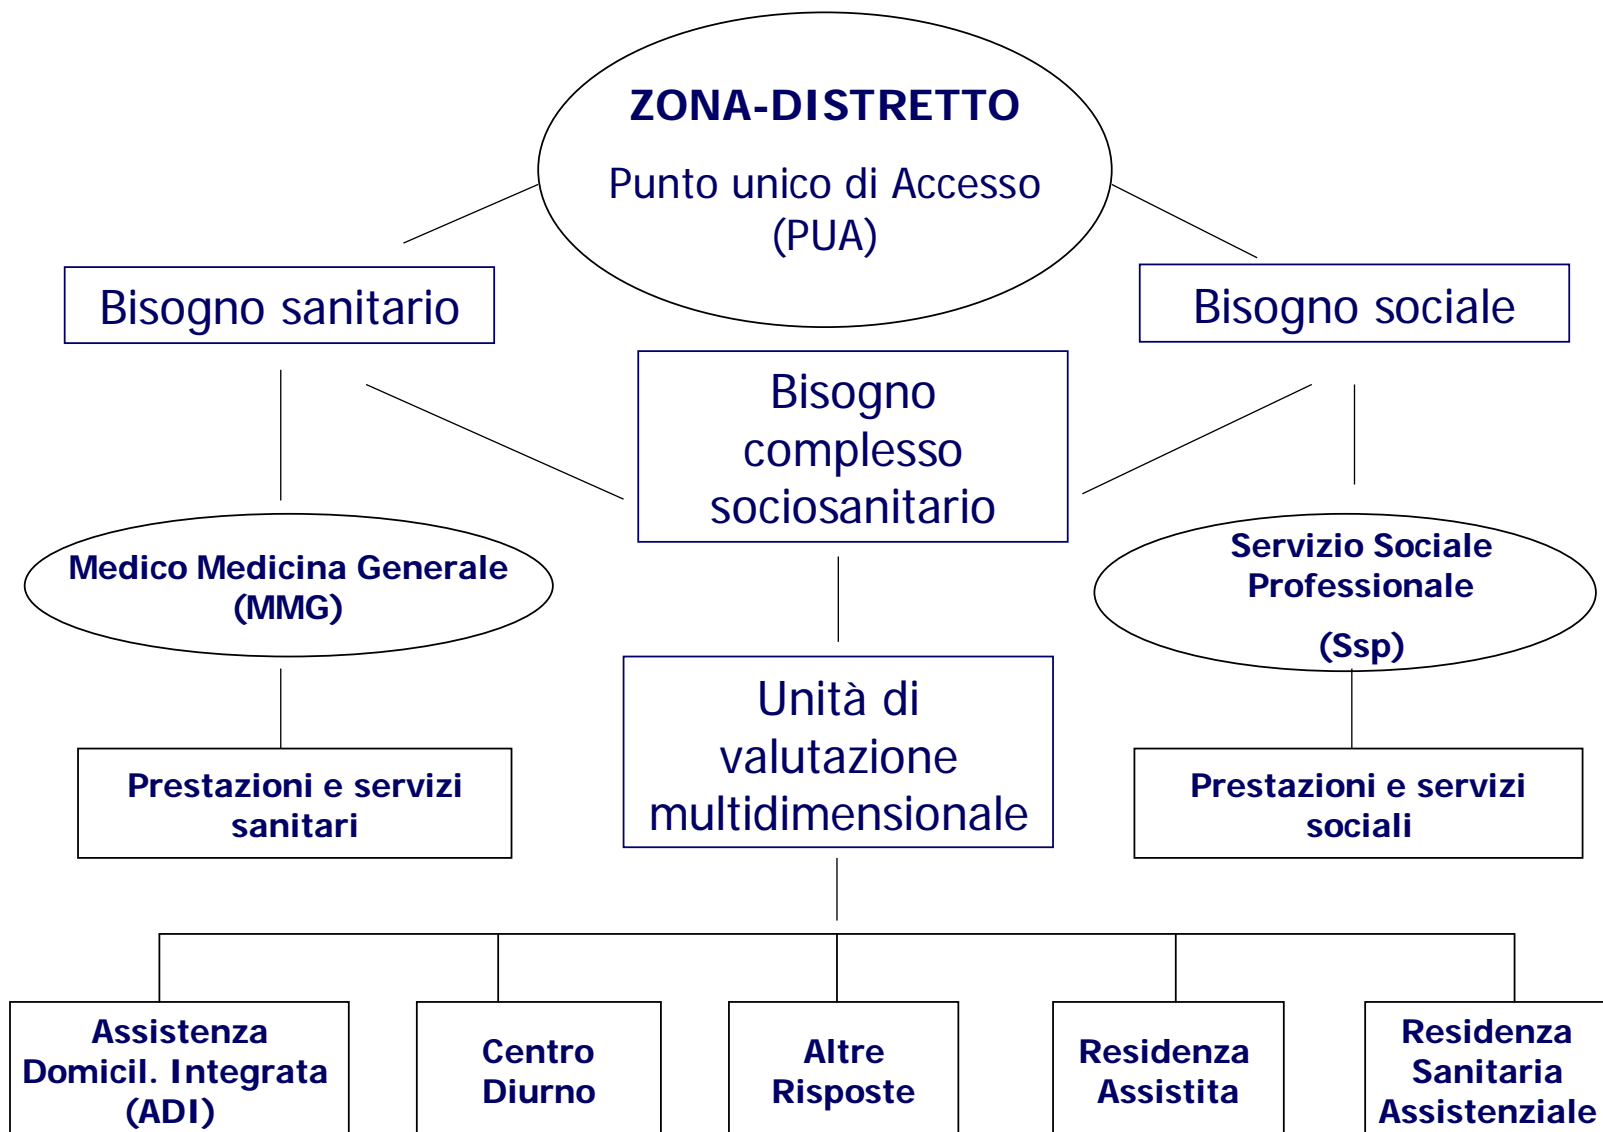 ZONA-DISTRETTO
Punto unico di Accesso
(PUA)
Bisogno sanitario
Bisogno sociale
Bisogno
complesso
sociosanitario
Medico Medicina Generale
(MMG)
Servizio Sociale
Professionale
(Ssp)
Unità di
valutazione
multidimensionale
Prestazioni e servizi
sanitari
Prestazioni e servizi
sociali
Assistenza
Domicil. Integrata
(ADI)
Centro
Diurno
Altre
Risposte
Residenza
Assistita
Residenza
Sanitaria
Assistenziale